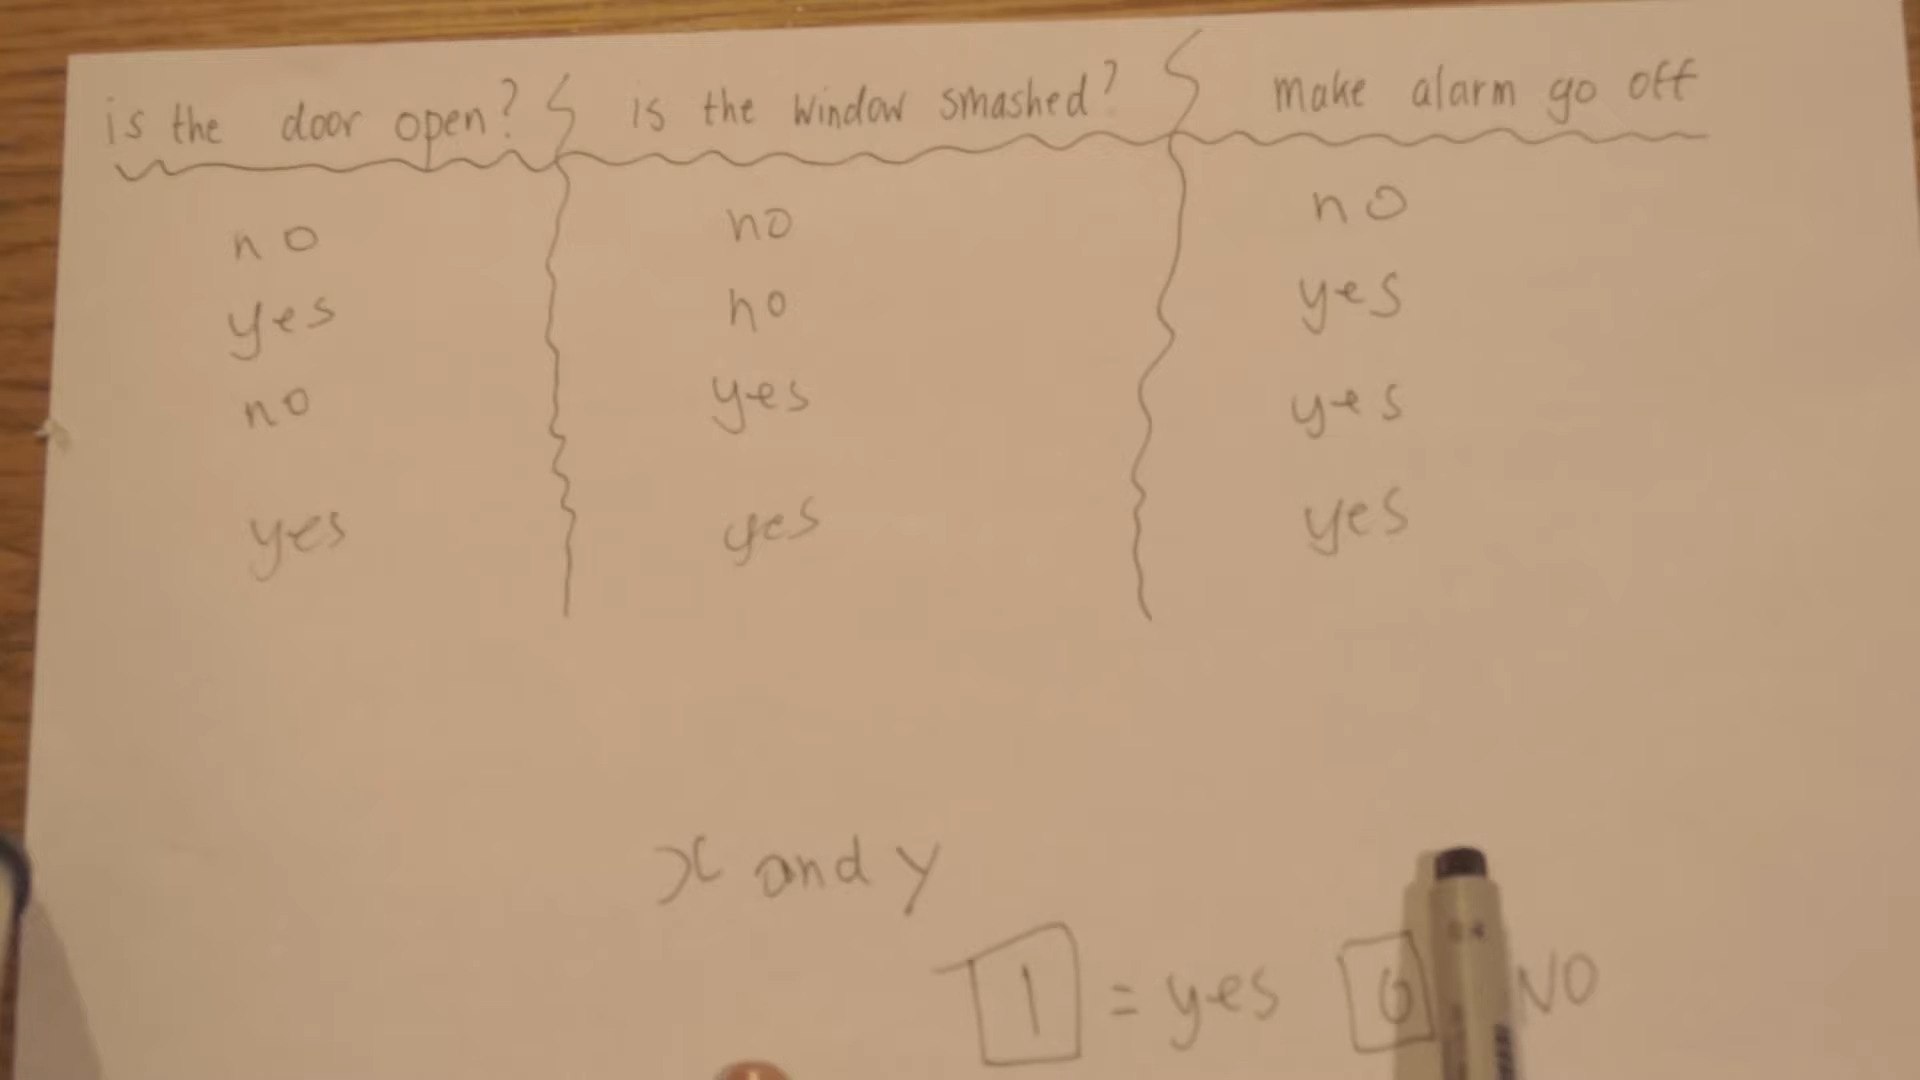 is the door open? is the window smashed? make alarm go off
no no no
yes no yes
no yes yes
yes yes yes
x and y
1 = yes 0 NO